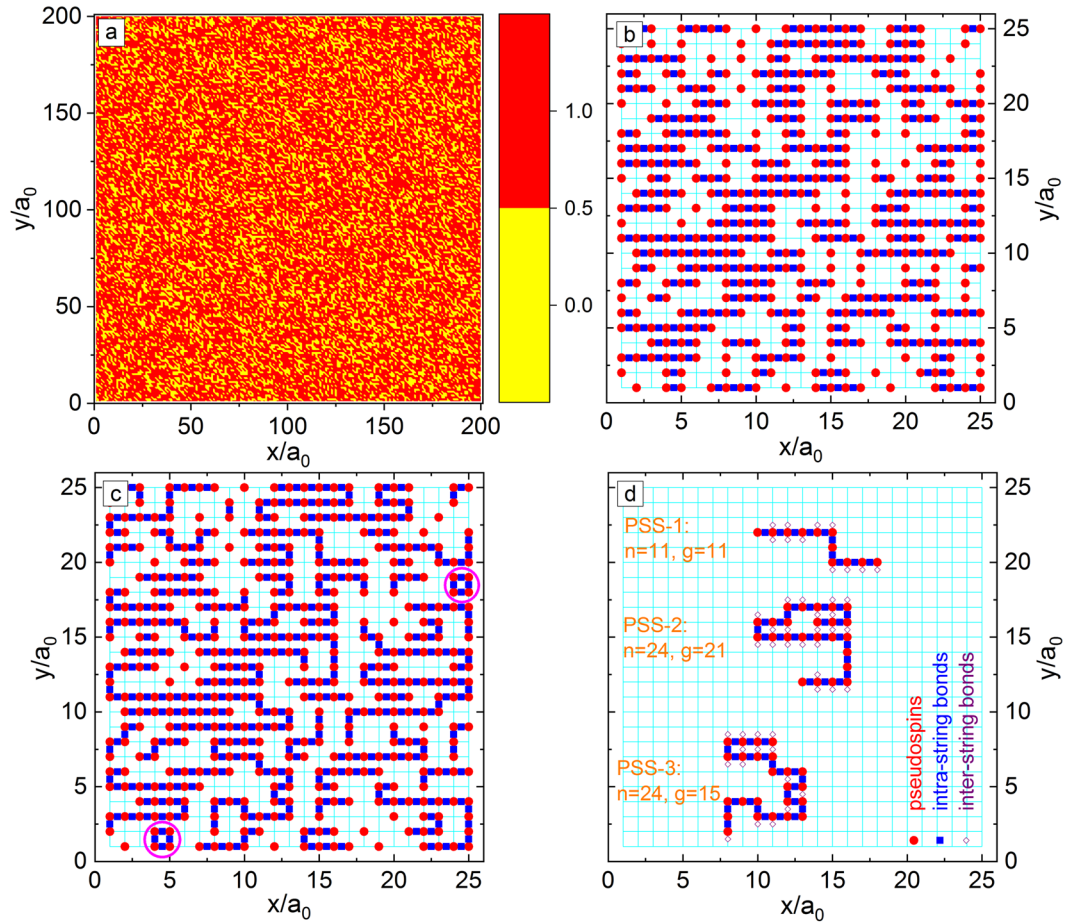 a
200
150
100
50
0
0 50 100 150 200
y/a0
x/a0
1.0
0.5
0.0
b
25
20
15
10
5
0
0 5 10 15 20 25
y/a0
x/a0
c
25
20
15
10
5
0
0 5 10 15 20 25
y/a0
x/a0
d
PSS-1:
n=11, g=11
PSS-2:
n=24, g=21
PSS-3:
n=24, g=15
pseudospins
intra-string bonds
inter-string bonds
25
20
15
10
5
0
0 5 10 15 20 25
y/a0
x/a0